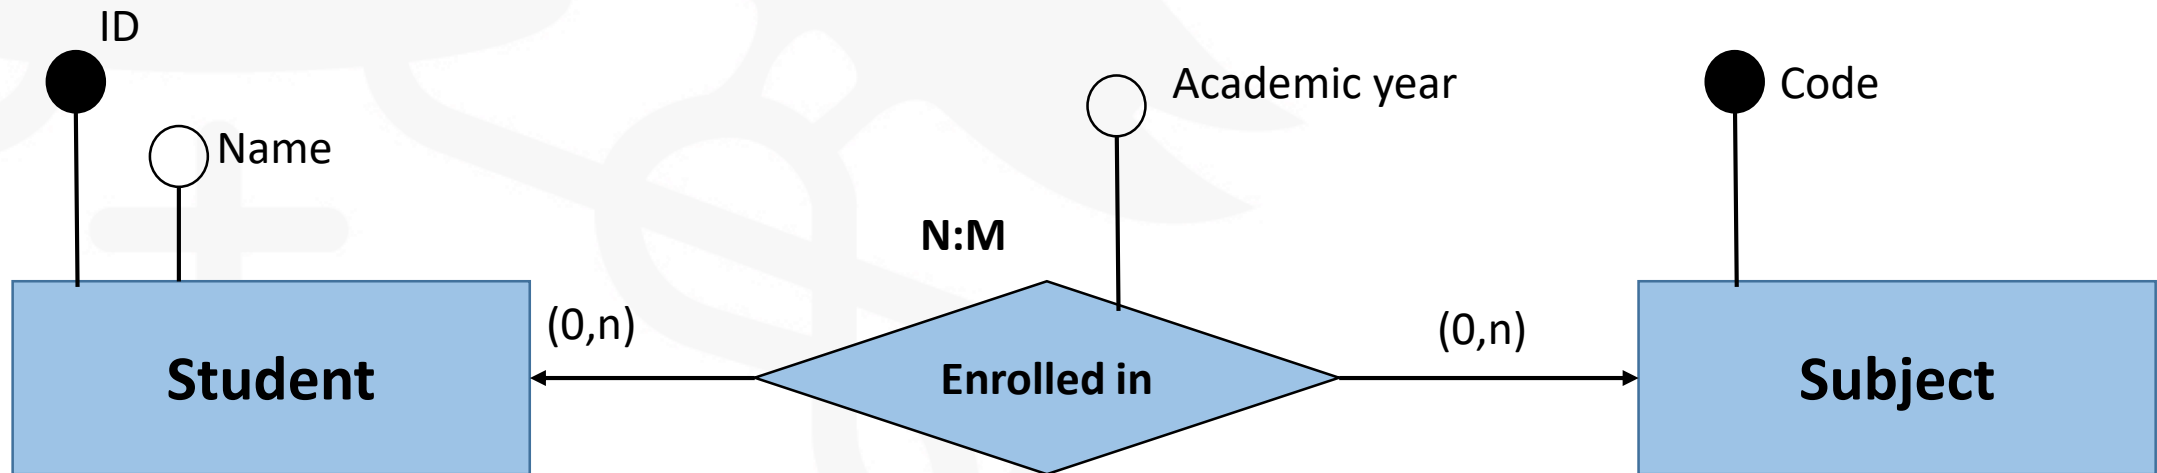 ID
Name
Academic year
Code
N:M
(0,n)
(0,n)
Student
Enrolled in
Subject